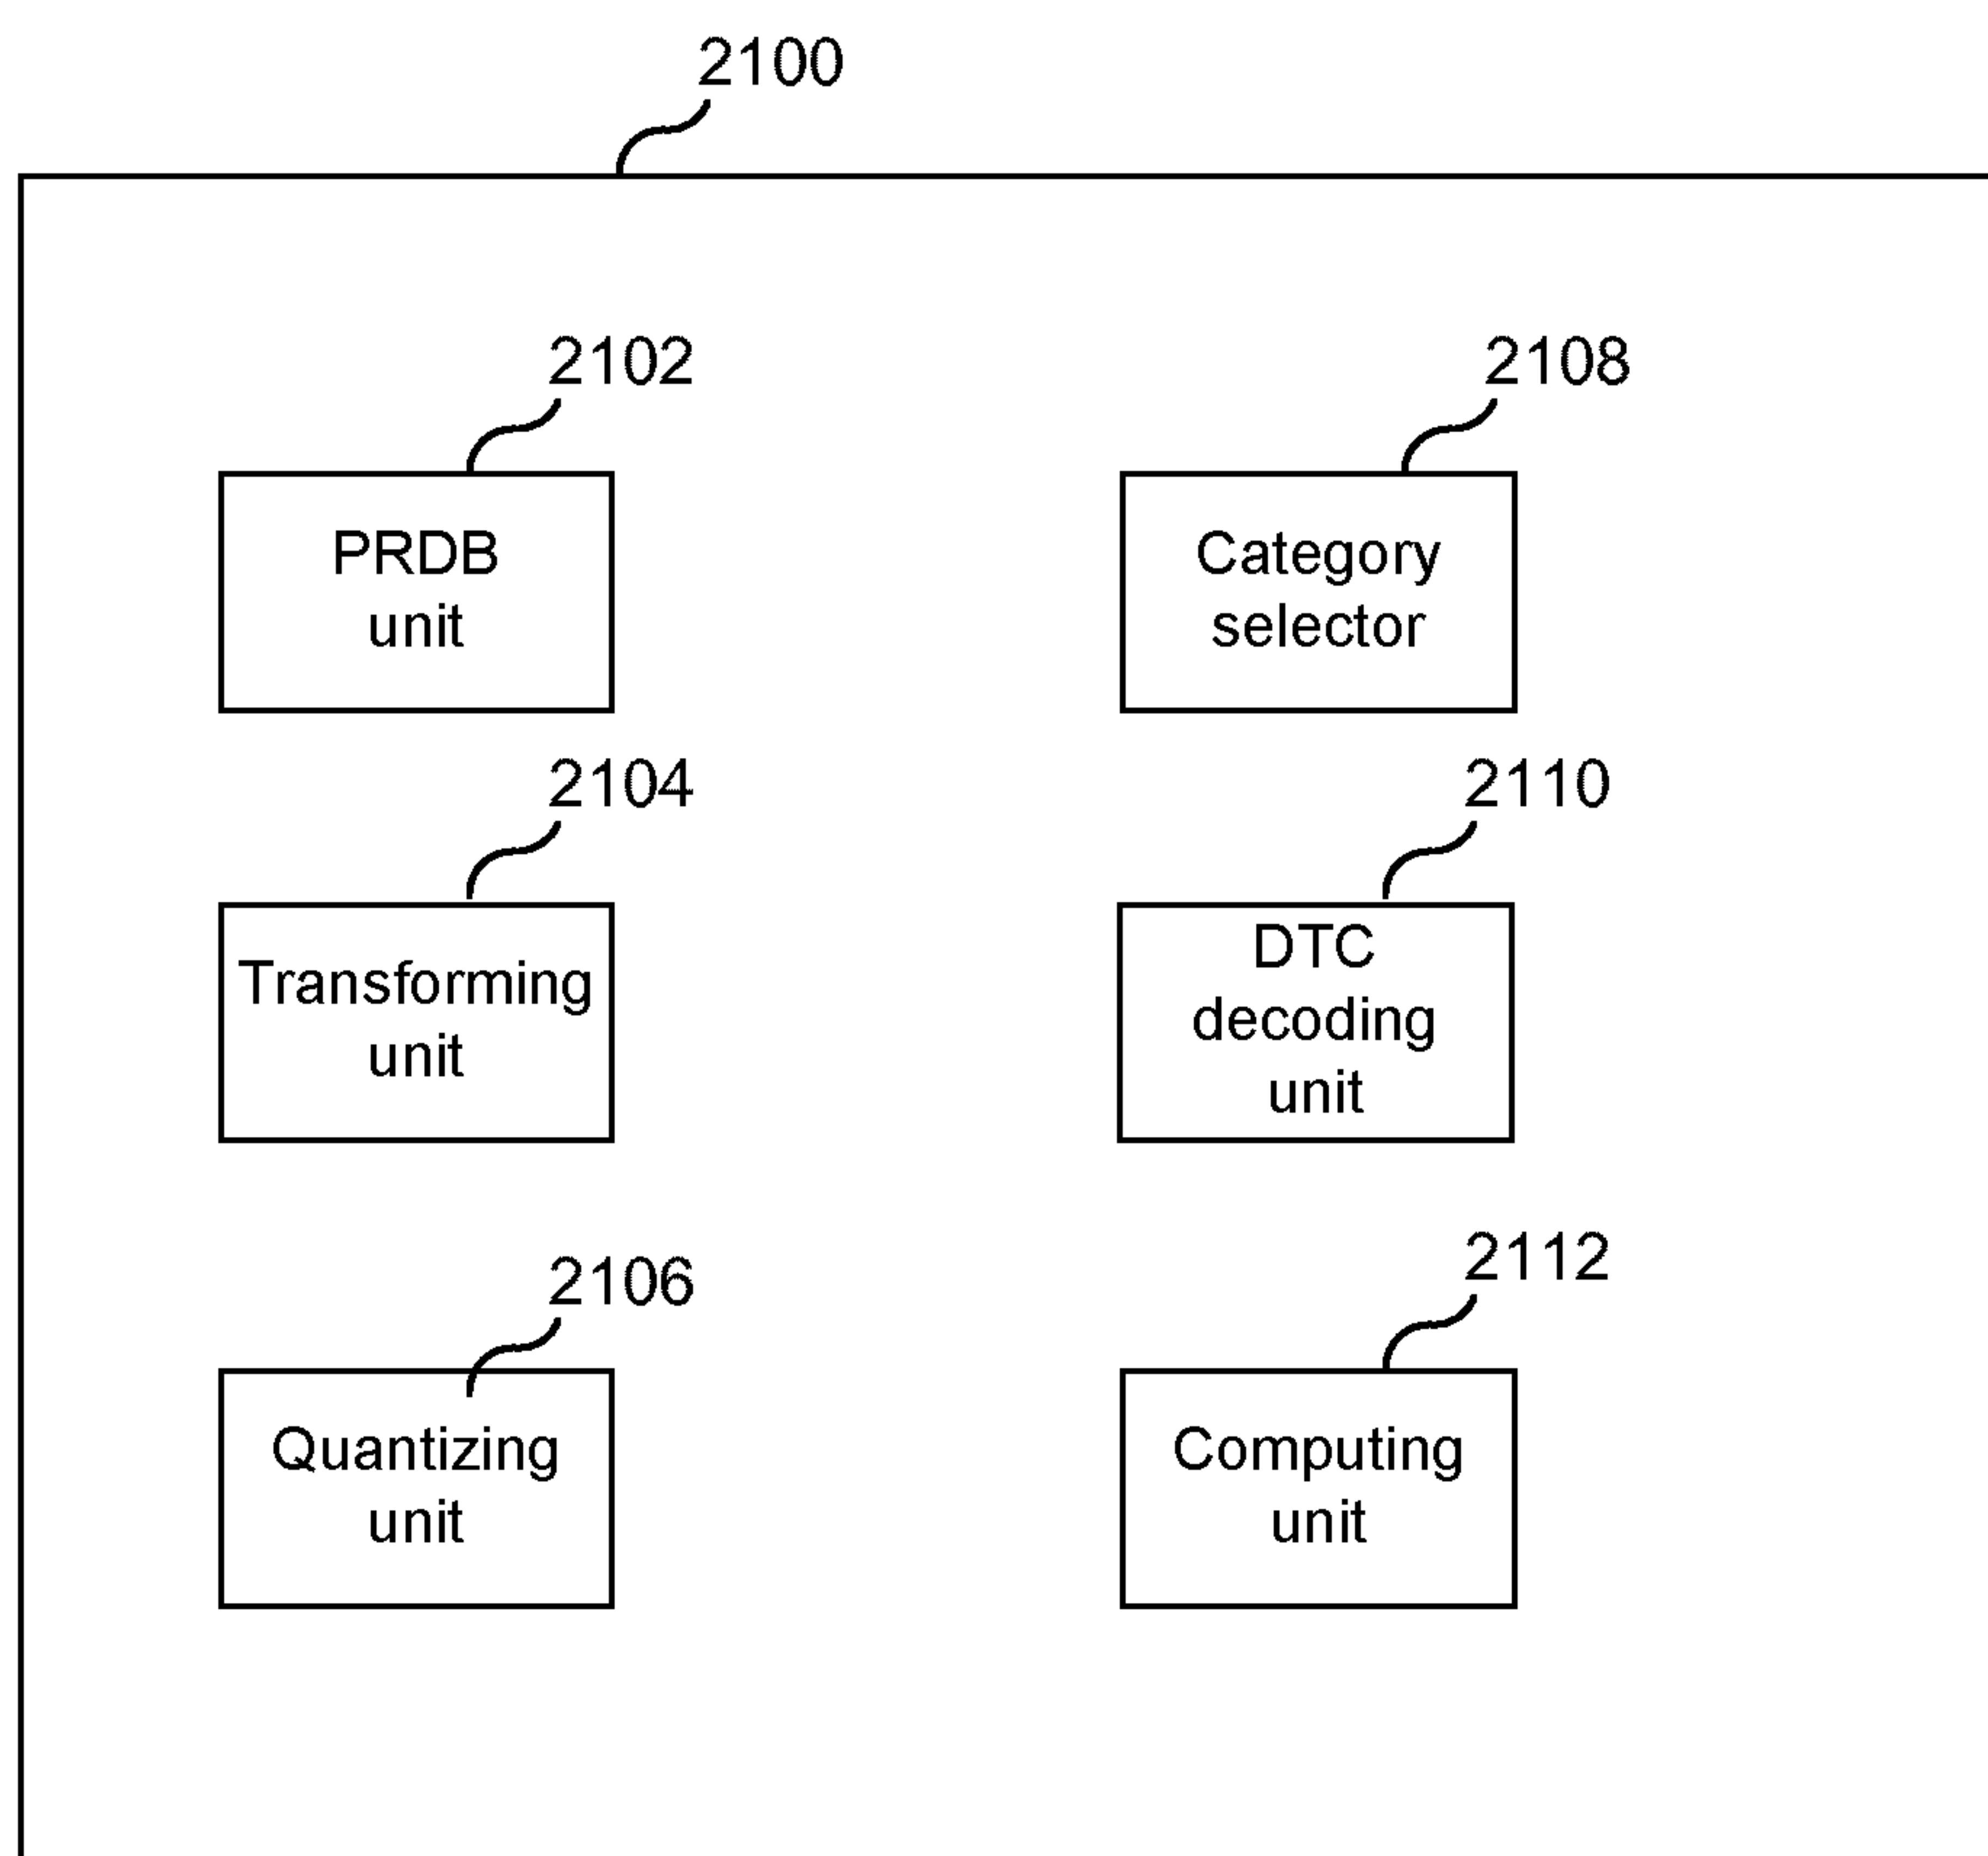 2100
2102
PRDB
unit
2108
Category
selector
2104
Transforming
unit
2110
DTC
decoding
unit
2106
Quantizing
unit
2112
Computing
unit